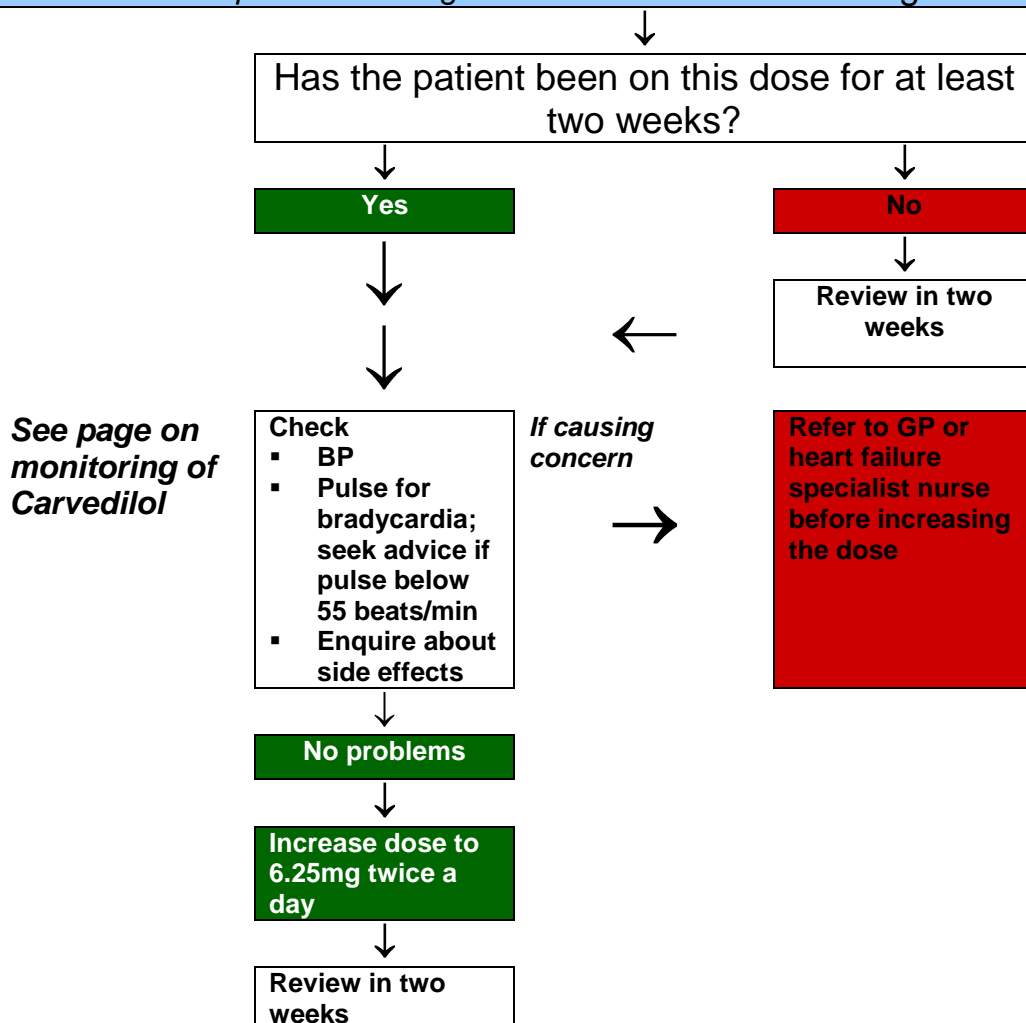 Has the patient been on this dose for at least
two weeks?
Yes
No
Review in two
weeks
See page on
monitoring of
Carvedilol
Check
▪ BP
▪ Pulse for
bradycardia;
seek advice if
pulse below
55 beats/min
▪ Enquire about
side effects
If causing
concern
Refer to GP or
heart failure
specialist nurse
before increasing
the dose
No problems
Increase dose to
6.25mg twice a
day
Review in two
weeks